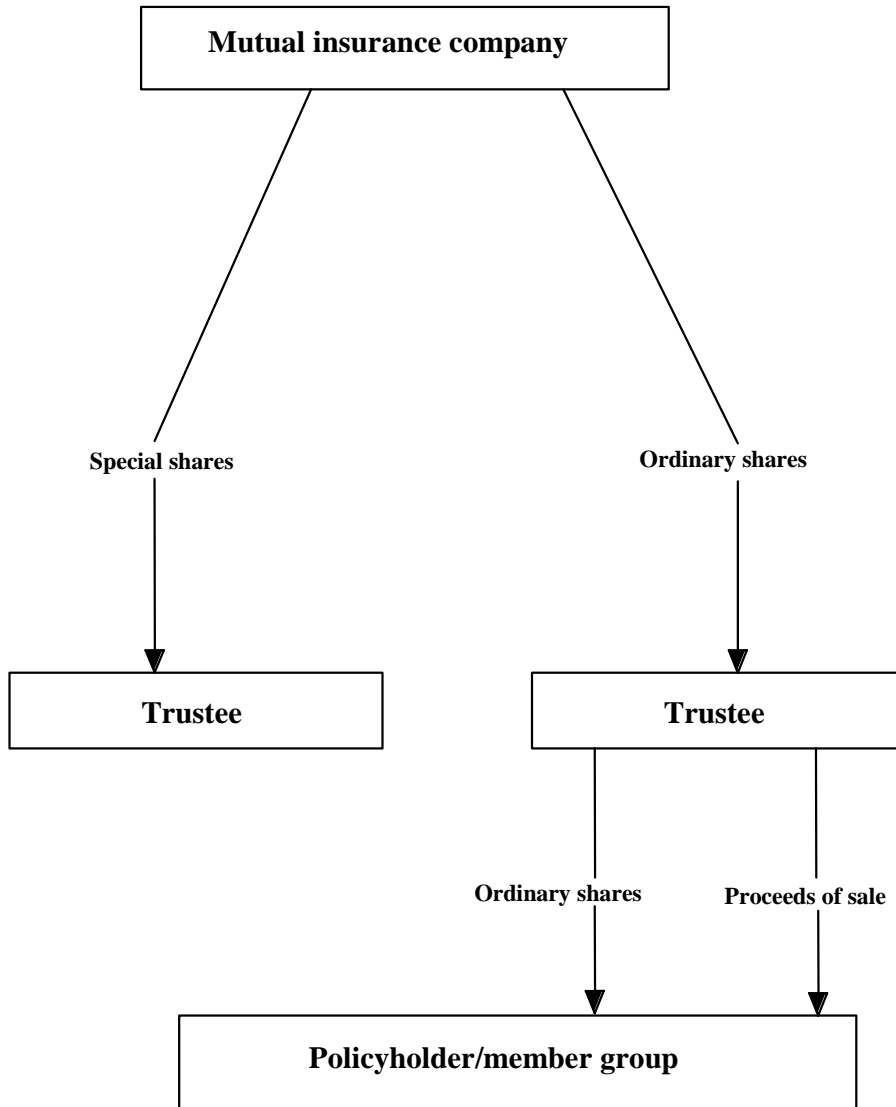 Mutual insurance company
Special shares
Ordinary shares
Trustee
Trustee
Ordinary shares
Proceeds of sale
Policyholder/member group